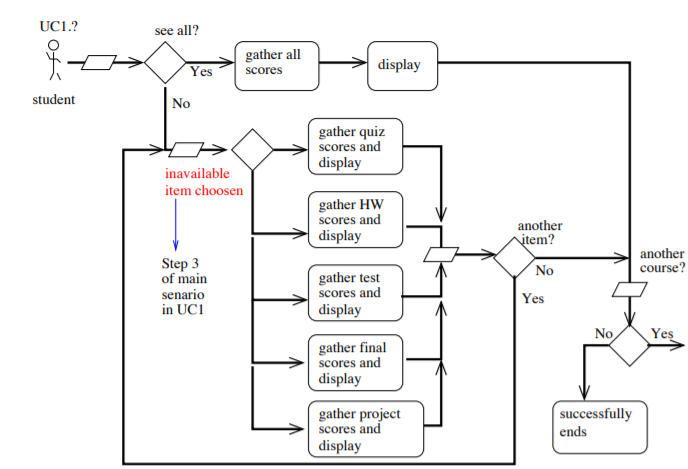 UC1.?
see all?
student
Yes
No
gather all
scores
display
inavailable
item choosen
Step 3
of main
senario
in UC1
gather quiz
scores and
display
gather HW
scores and
display
gather test
scores and
display
gather final
scores and
display
gather project
scores and
display
another
item?
No
Yes
another
course?
No
Yes
successfully
ends